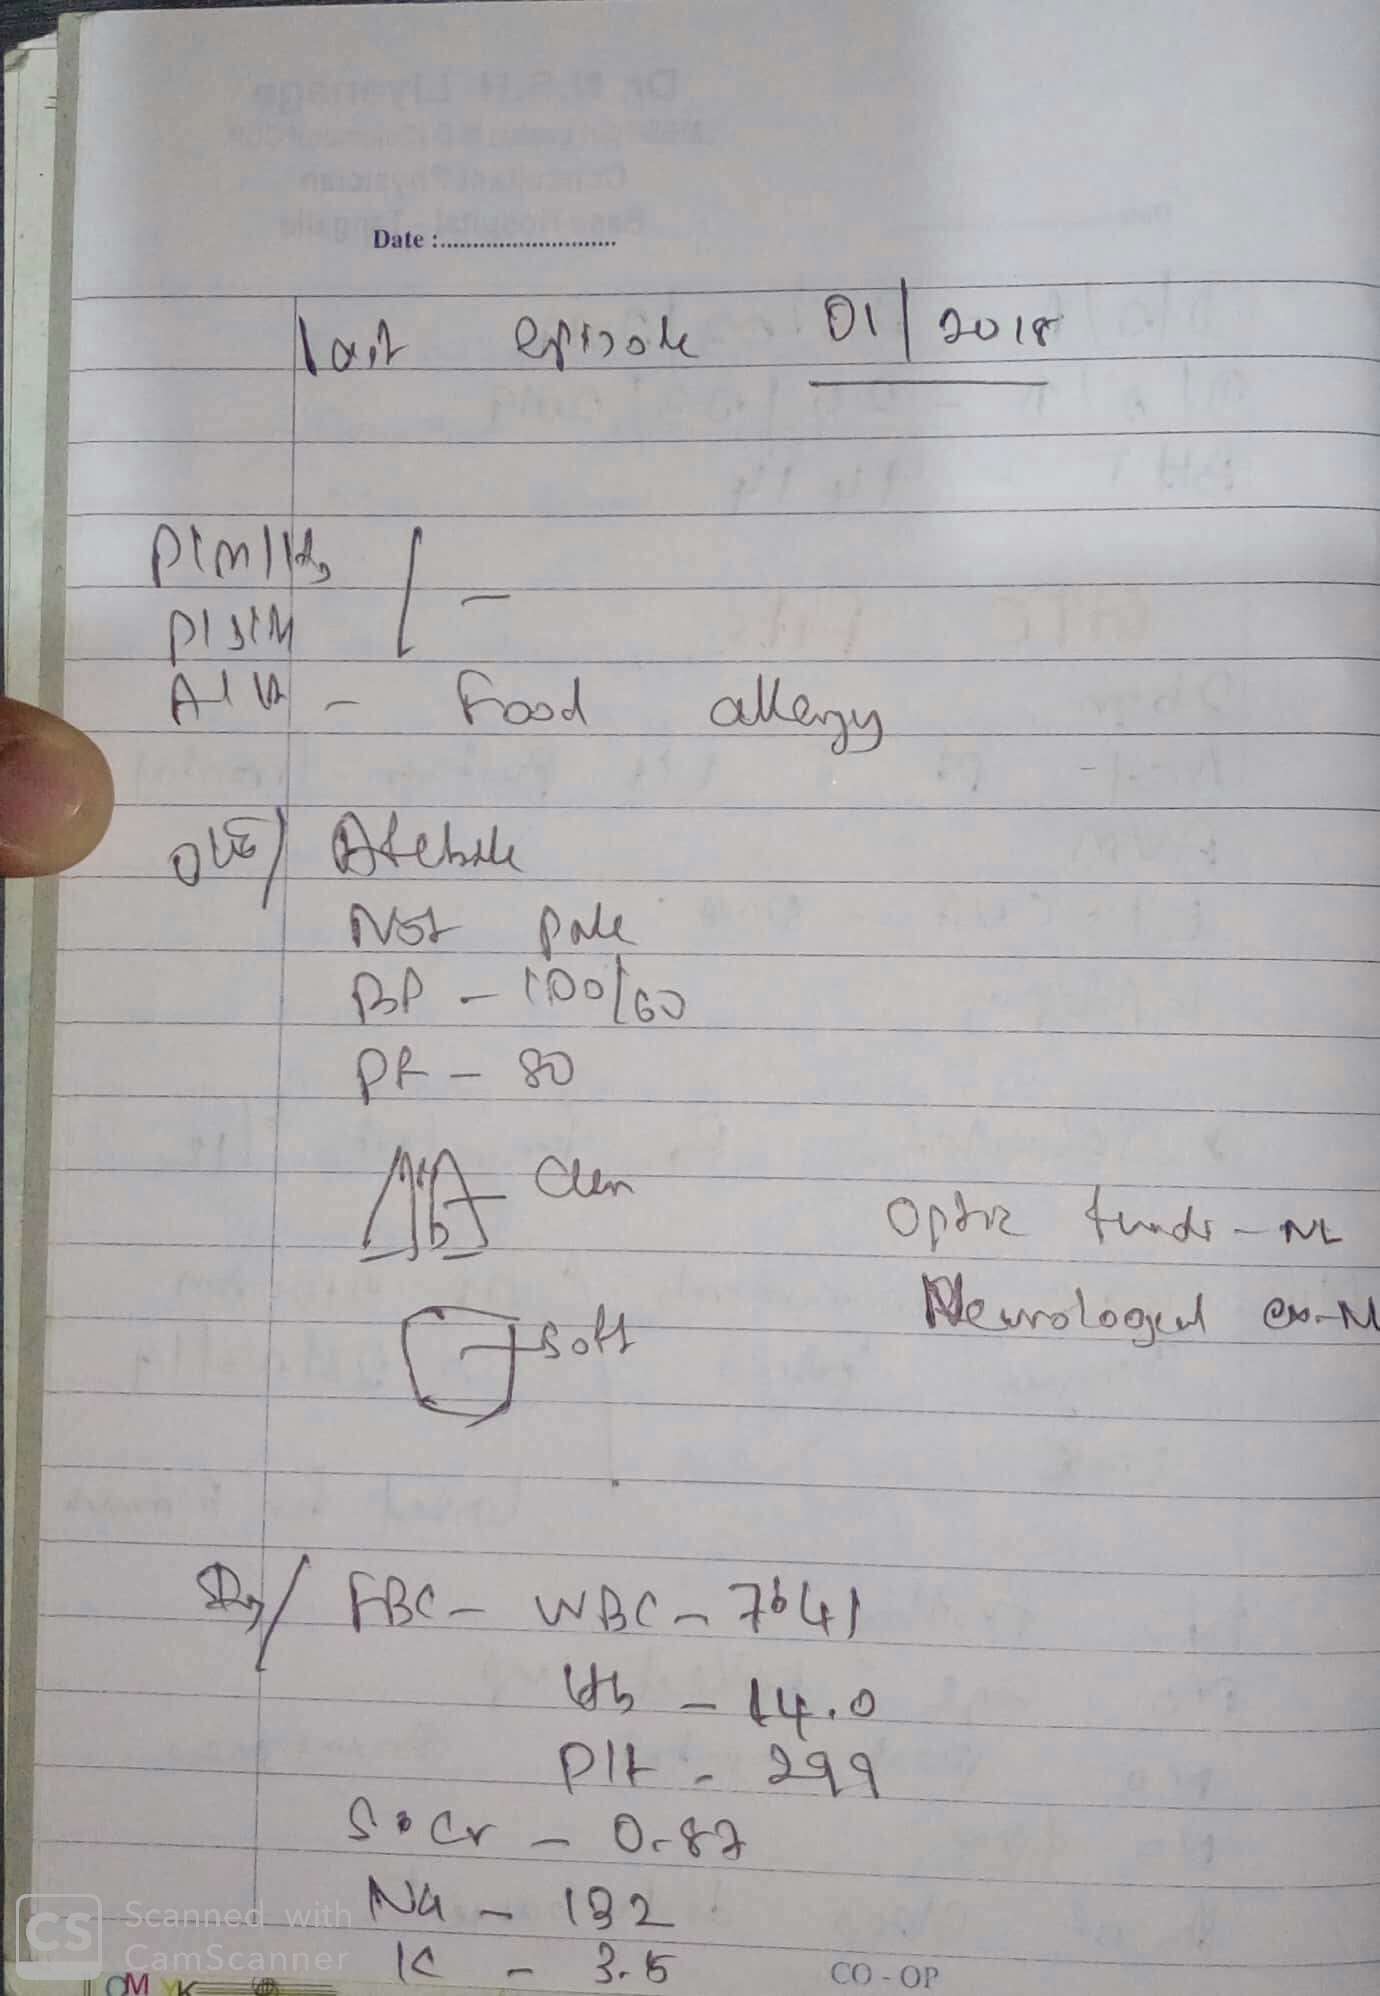 Date :..............................
last episode 01/2018
P/M/Hx
P/S/H
A/Hx - Food allergy
O/E/ Afebrile
Not pale
BP - 100/60
PR - 80
clear
Optic fundi - NL
soft
Neurological ex - N
Ix/ FBC - WBC - 7641
Hb - 14.0
Plt - 299
S.Cr - 0.87
Na - 132
K - 3.5
CO - OP
CS Scanned with
CamScanner